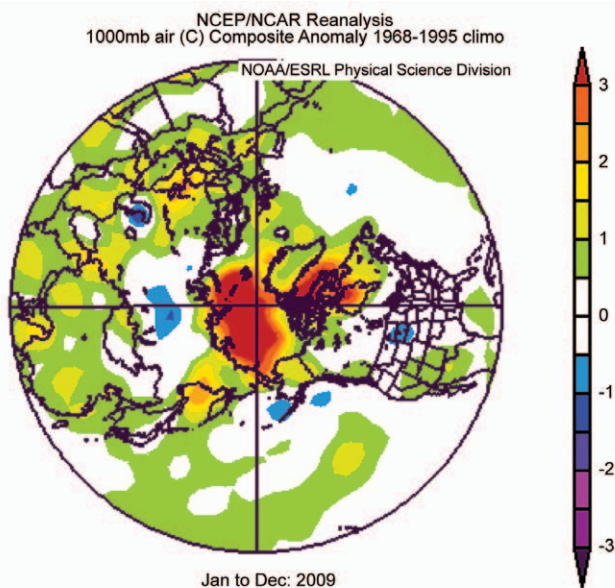 NCEP/NCAR Reanalysis
1000mb air (C) Composite Anomaly 1968-1995 climo
NOAA/ESRL Physical Science Division
3
2
1
0
-1
-2
-3
Jan to Dec: 2009